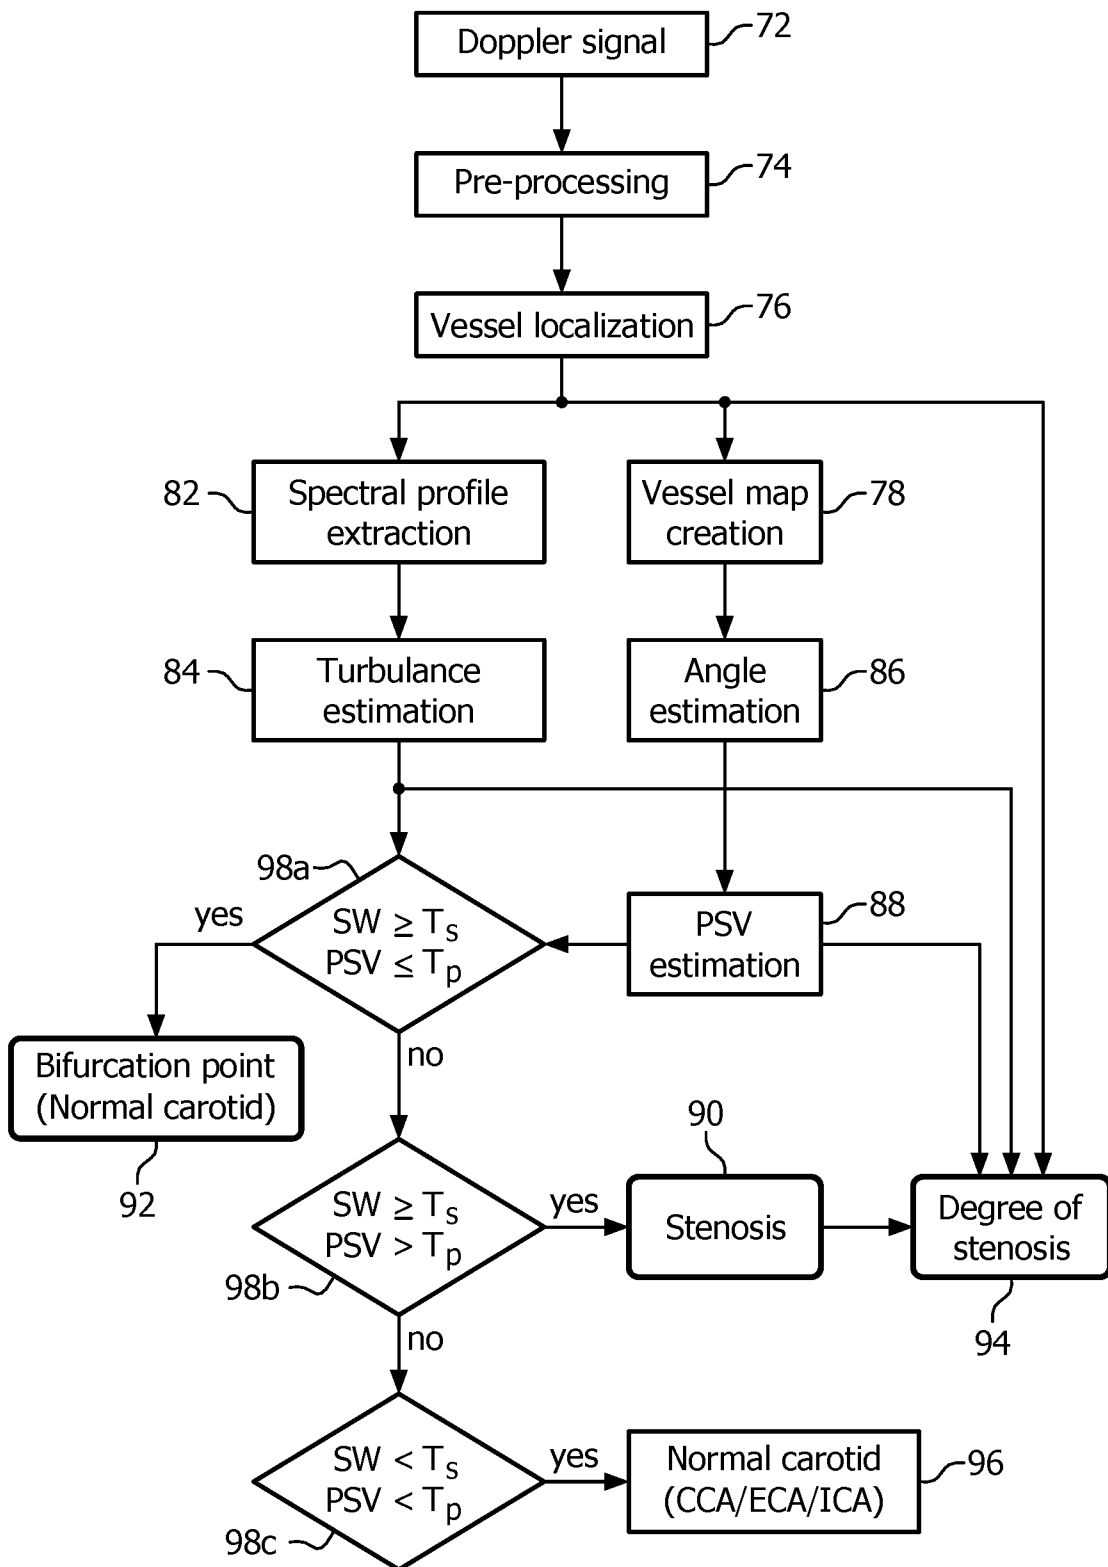 Doppler signal
72
Pre-processing
74
Vessel localization
76
82
Spectral profile
extraction
Vessel map
creation
78
84
Turbulance
estimation
Angle
estimation
86
98a
yes
SW ≥ Ts
PSV ≤ Tp
PSV
estimation
88
no
Bifurcation point
(Normal carotid)
92
90
SW ≥ Ts
PSV > Tp
yes
Stenosis
Degree of
stenosis
98b
94
no
SW < Ts
PSV < Tp
yes
Normal carotid
(CCA/ECA/ICA)
96
98c